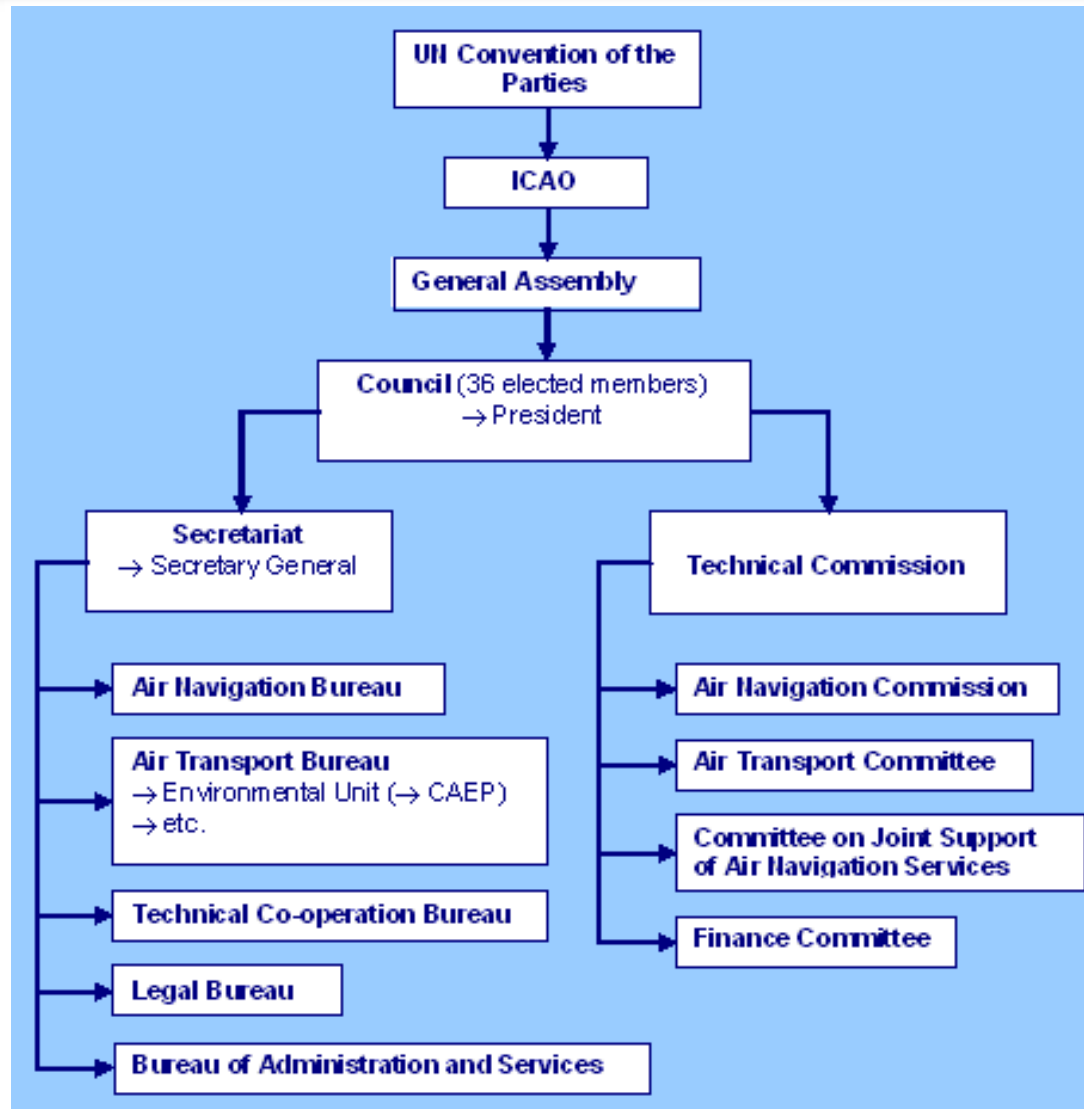 UN Convention of the
Parties
ICAO
General Assembly
Council (36 elected members)
→ President
Secretariat
→ Secretary General
Technical Commission
Air Navigation Bureau
Air Transport Bureau
→ Environmental Unit (→ CAEP)
→ etc.
Technical Co-operation Bureau
Legal Bureau
Bureau of Administration and Services
Air Navigation Commission
Air Transport Committee
Committee on Joint Support
of Air Navigation Services
Finance Committee